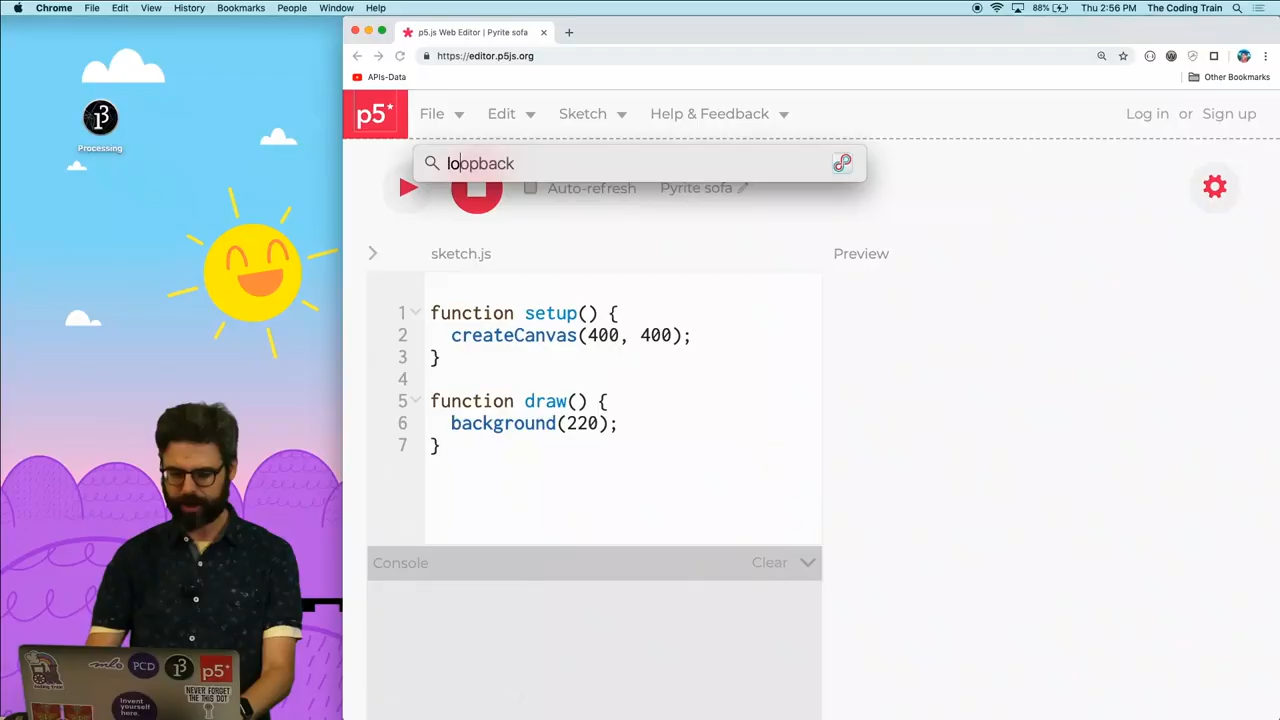 Chrome File Edit View History Bookmarks People Window Help 88% Thu 2:56 PM The Coding Train
p5.js Web Editor | Pyrite sofa
https://editor.p5js.org
APIs-Data Other Bookmarks
p5* File Edit Sketch Help & Feedback Log in or Sign up
loopback
Auto-refresh Pyrite sofa
sketch.js Preview
1 function setup() {
2 createCanvas(400, 400);
3 }
4
5 function draw() {
6 background(220);
7 }
Console Clear
Processing
PCD p5*
NEVER FORGET
THE THIS DOT
Invent
yourself
here.